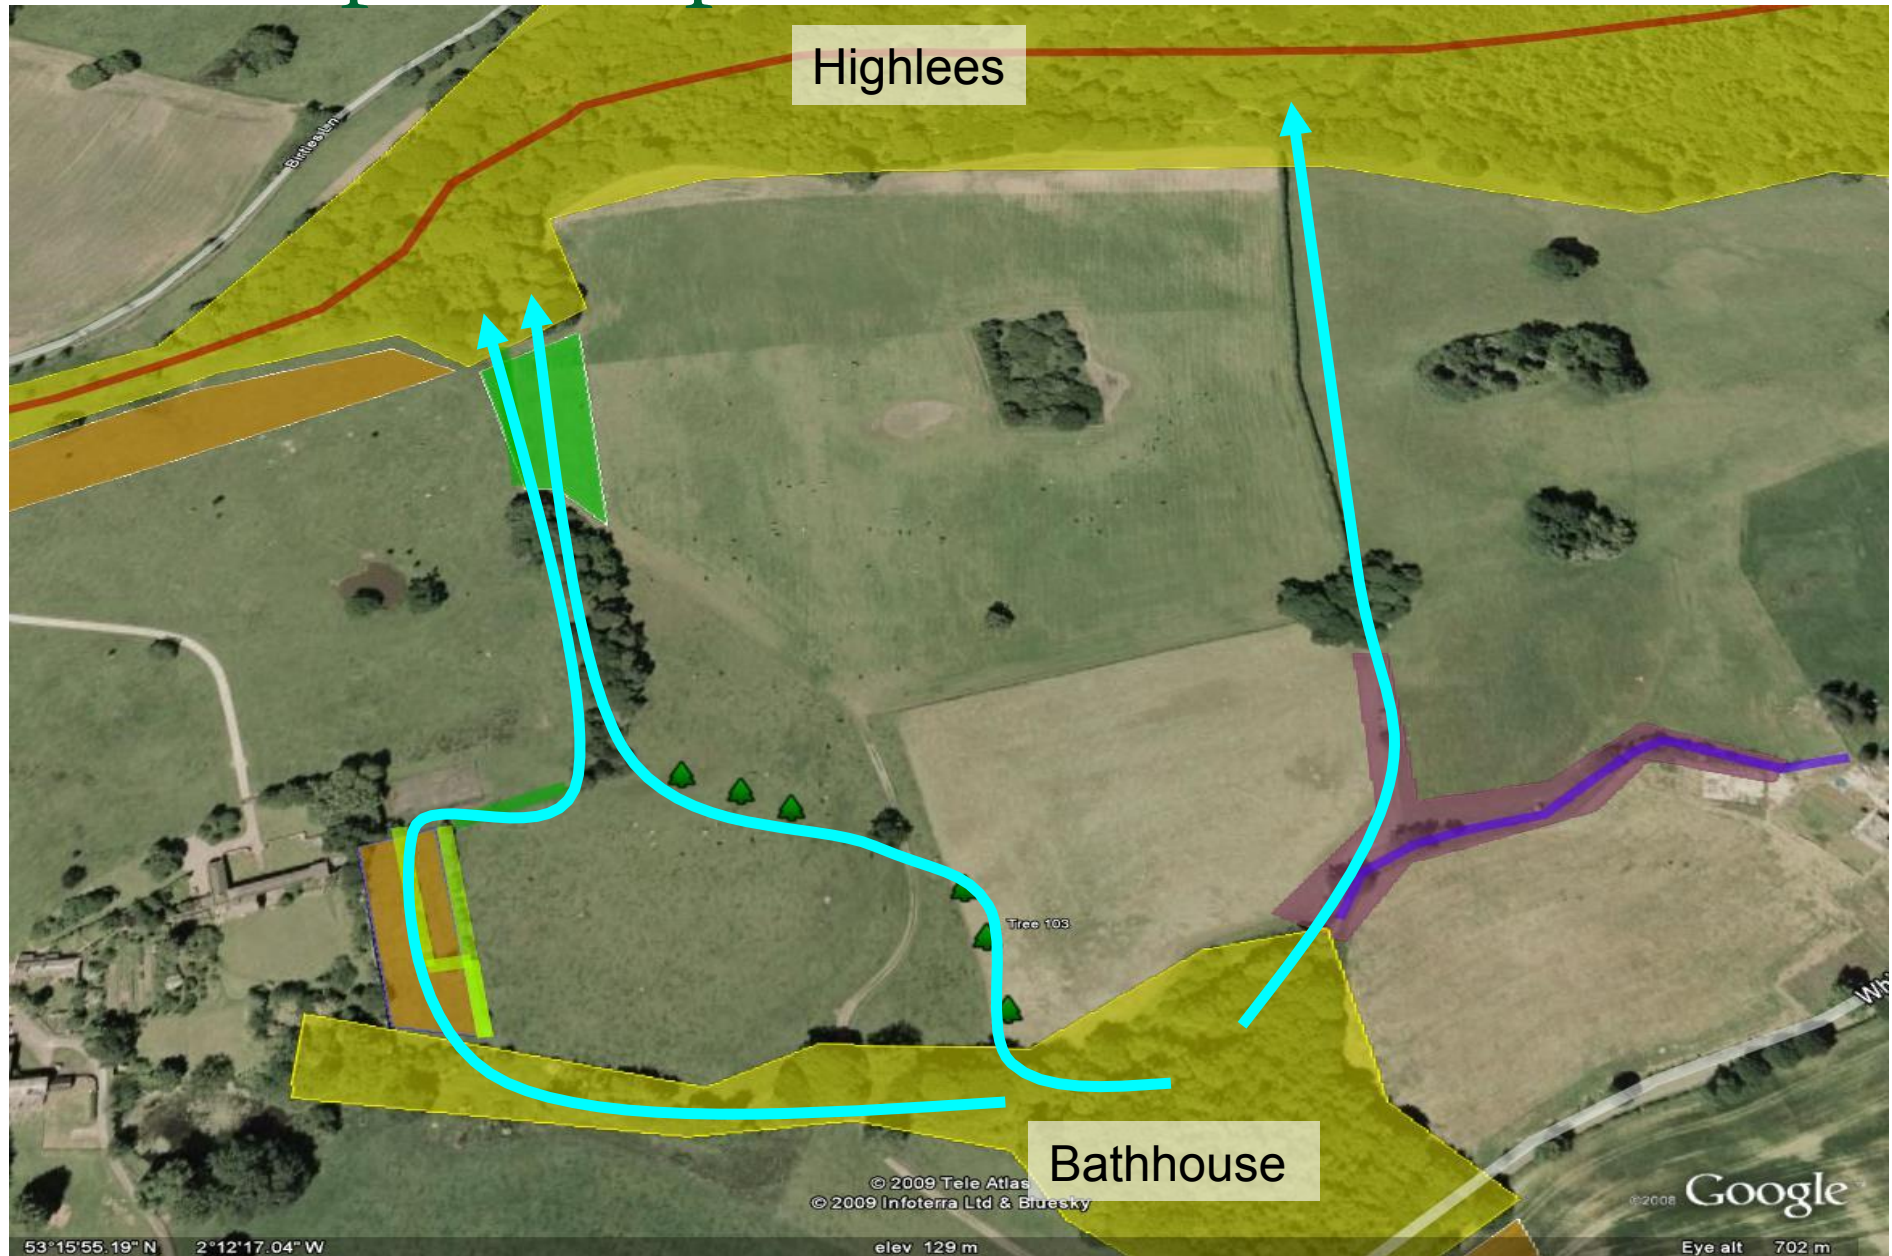 Highlees
Birtles Ln
Tree 103
Wh
Bathhouse
© 2009 Tele Atlas
© 2009 Infoterra Ltd & Bluesky
©2008 Google
53°15'55.19" N 2°12'17.04" W elev 129 m Eye alt 702 m